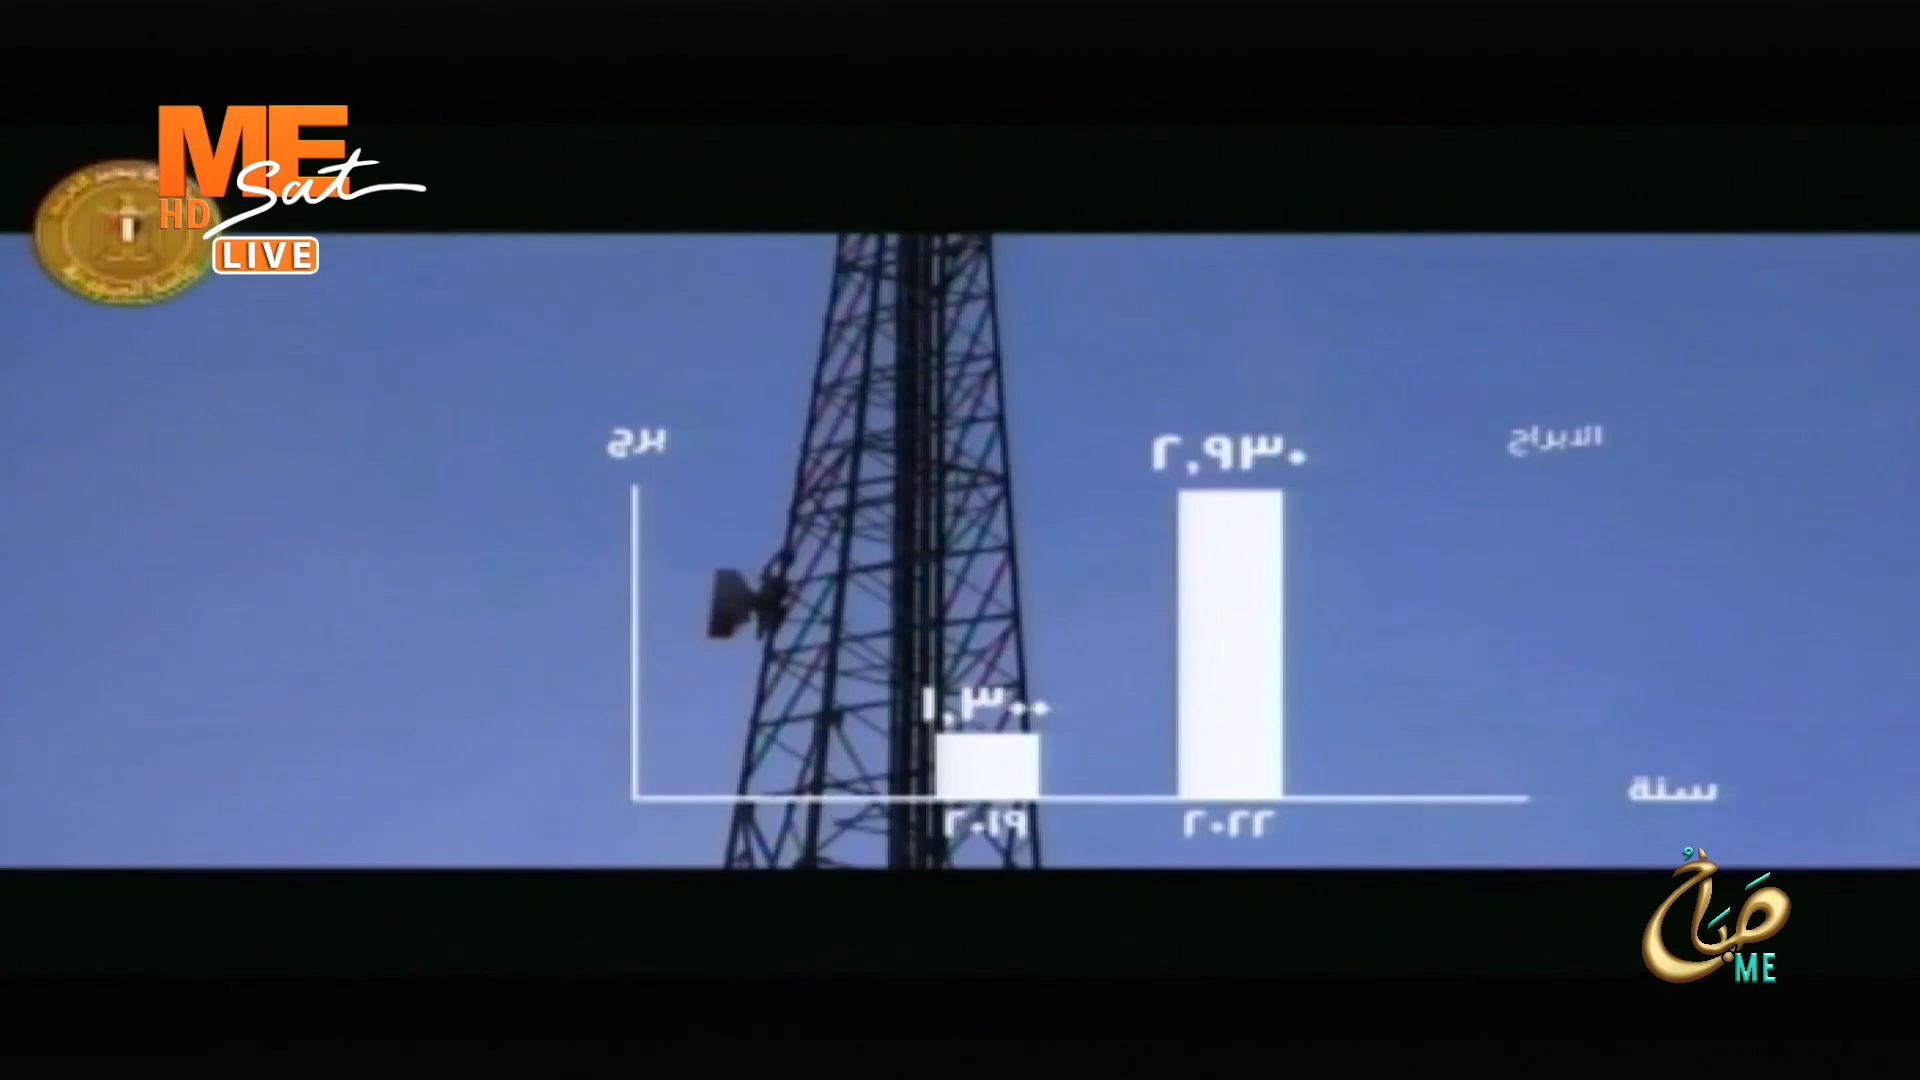 ME
Sat
HD
LIVE
برج
٢,٩٣٠
الابراج
١,٣٠٠
سنة
٢٠١٩
٢٠٢٢
صباح
ME